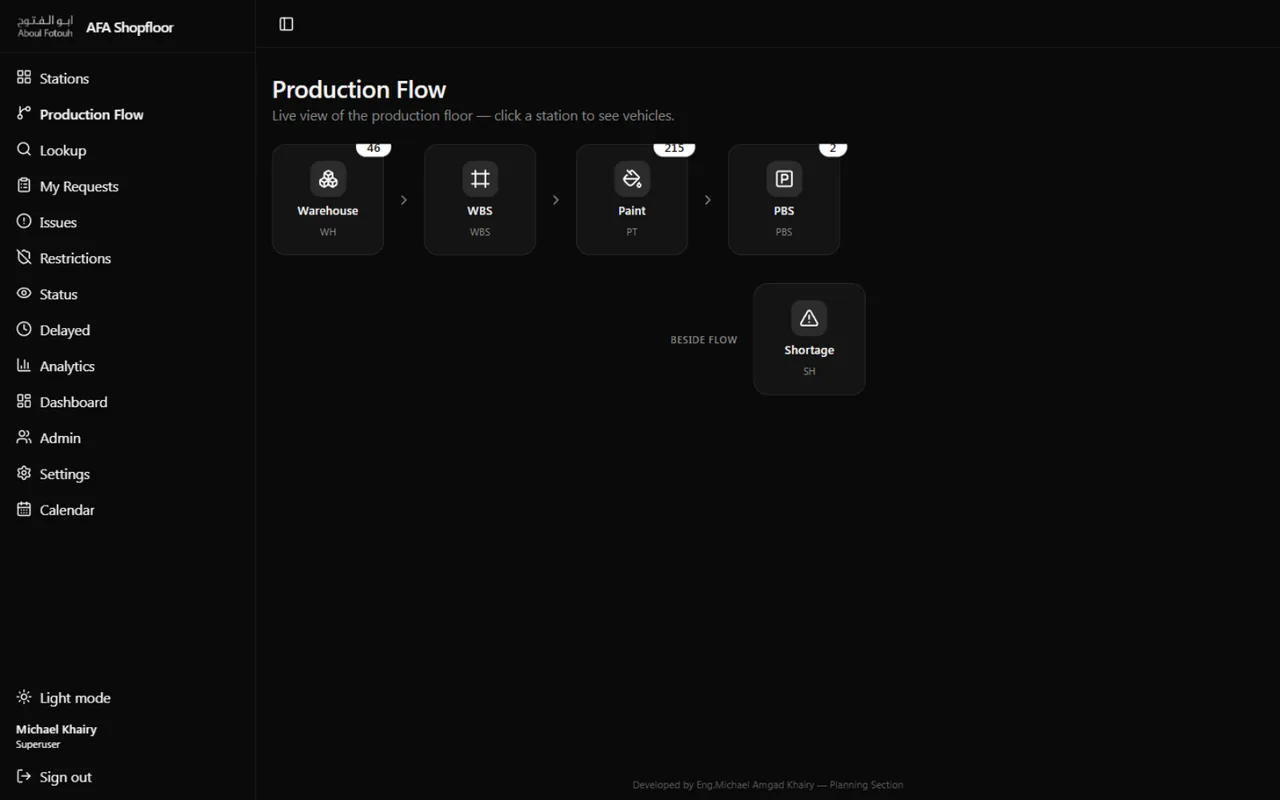 ابو الفتوح
Aboul Fotouh
AFA Shopfloor
Stations
Production Flow
Lookup
My Requests
Issues
Restrictions
Status
Delayed
Analytics
Dashboard
Admin
Settings
Calendar
Light mode
Michael Khairy
Superuser
Sign out
Production Flow
Live view of the production floor — click a station to see vehicles.
46
Warehouse
WH
WBS
WBS
215
Paint
PT
2
PBS
PBS
BESIDE FLOW
Shortage
SH
Developed by Eng.Michael Amgad Khairy — Planning Section